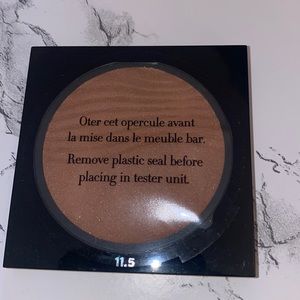 Oter cet opercule avant
la mise dans le meuble bar.
Remove plastic seal before
placing in tester unit.
11.5